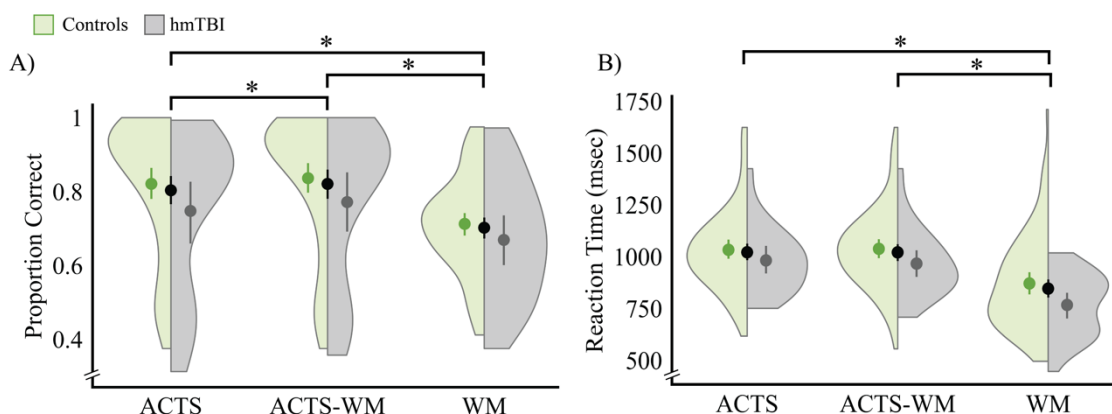 Controls hmTBI
A)
*
*
*
Proportion Correct
1
0.8
0.6
0.4
ACTS ACTS-WM WM
B)
*
*
Reaction Time (msec)
1750
1500
1250
1000
750
500
ACTS ACTS-WM WM